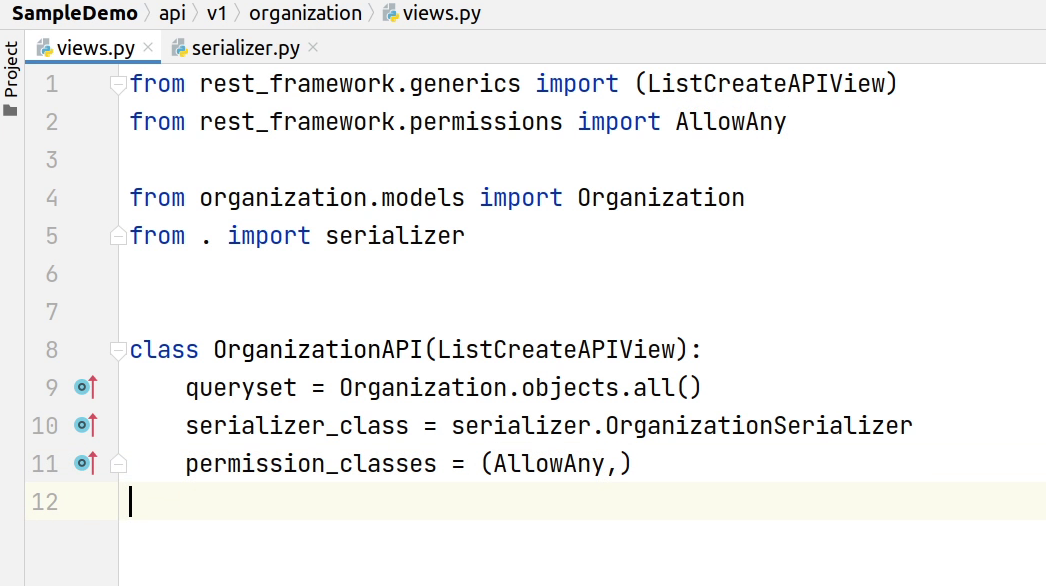 SampleDemo 〉 api 〉 v1 〉 organization 〉 views.py
Project
views.py × serializer.py ×
1 from rest_framework.generics import (ListCreateAPIView)
2 from rest_framework.permissions import AllowAny
3
4 from organization.models import Organization
5 from . import serializer
6
7
8 class OrganizationAPI(ListCreateAPIView):
9     queryset = Organization.objects.all()
10     serializer_class = serializer.OrganizationSerializer
11     permission_classes = (AllowAny,)
12